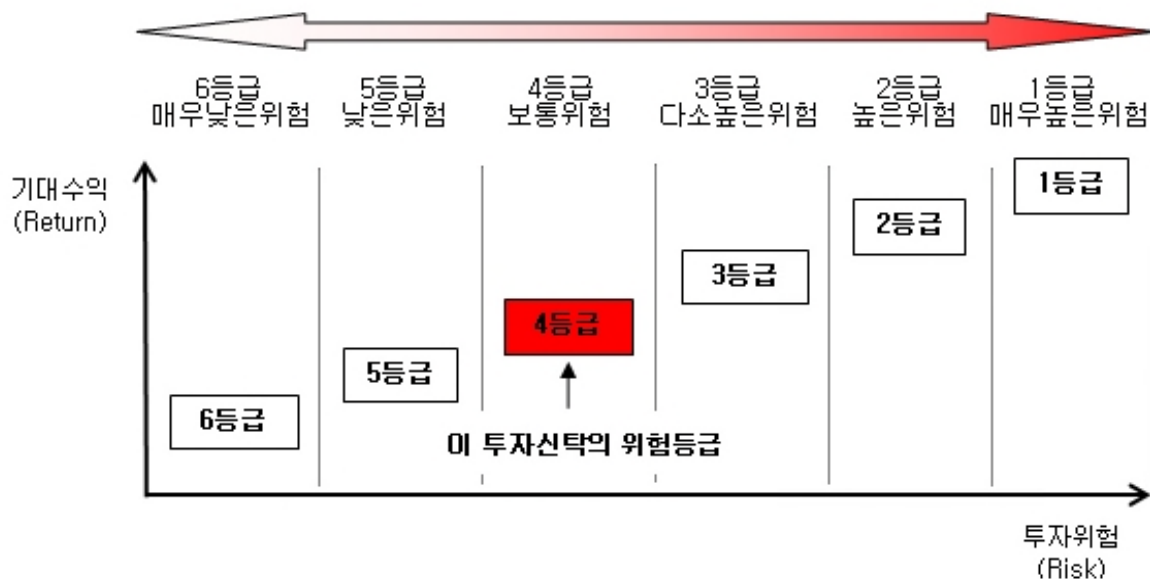 6등급 5등급 4등급 3등급 2등급 1등급
매우낮은위험 낮은위험 보통위험 다소높은위험 높은위험 매우높은위험
기대수익
(Return)
1등급
2등급
3등급
4등급
5등급
6등급
이 투자신탁의 위험등급
투자위험
(Risk)